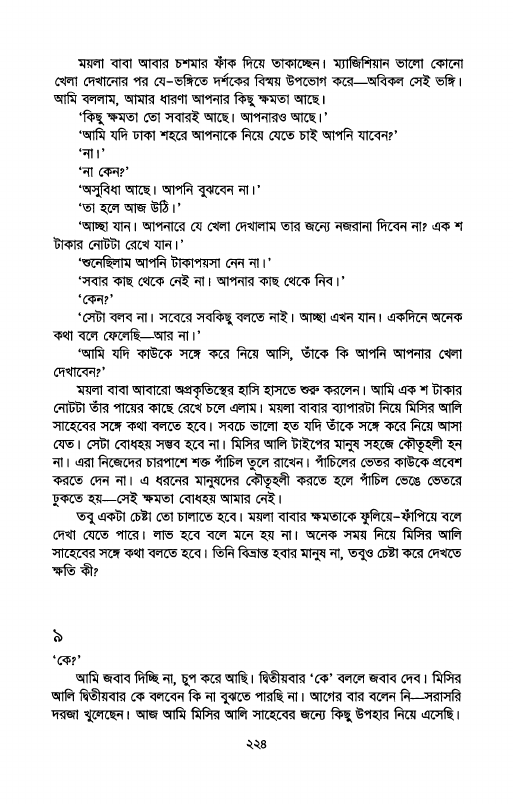 ময়লা বাবা আবার চশমার ফাঁক দিয়ে তাকাচ্ছেন। ম্যাজিশিয়ান ভালো কোনো
খেলা দেখানোর পর যে-ভঙ্গিতে দর্শকের বিস্ময় উপভোগ করে—অবিকল সেই ভঙ্গি।
আমি বললাম, আমার ধারণা আপনার কিছু ক্ষমতা আছে।
‘কিছু ক্ষমতা তো সবারই আছে। আপনারও আছে।’
‘আমি যদি ঢাকা শহরে আপনাকে নিয়ে যেতে চাই আপনি যাবেন?’
‘না।’
‘না কেন?’
‘অসুবিধা আছে। আপনি বুঝবেন না।’
‘তা হলে আজ উঠি।’
‘আচ্ছা যান। আপনারে যে খেলা দেখালাম তার জন্যে নজরানা দিবেন না? এক শ
টাকার নোটটা রেখে যান।’
‘শুনেছিলাম আপনি টাকাপয়সা নেন না।’
‘সবার কাছ থেকে নেই না। আপনার কাছ থেকে নিব।’
‘কেন?’
‘সেটা বলব না। সবেরে সবকিছু বলতে নাই। আচ্ছা এখন যান। একদিনে অনেক
কথা বলে ফেলেছি—আর না।’
‘আমি যদি কাউকে সঙ্গে করে নিয়ে আসি, তাঁকে কি আপনি আপনার খেলা
দেখাবেন?’
ময়লা বাবা আবারো অপ্রকৃতিস্থের হাসি হাসতে শুরু করলেন। আমি এক শ টাকার
নোটটা তাঁর পায়ের কাছে রেখে চলে এলাম। ময়লা বাবার ব্যাপারটা নিয়ে মিসির আলি
সাহেবের সঙ্গে কথা বলতে হবে। সবচে ভালো হত যদি তাঁকে সঙ্গে করে নিয়ে আসা
যেত। সেটা বোধহয় সম্ভব হবে না। মিসির আলি টাইপের মানুষ সহজে কৌতূহলী হন
না। এরা নিজেদের চারপাশে শক্ত পাঁচিল তুলে রাখেন। পাঁচিলের ভেতর কাউকে প্রবেশ
করতে দেন না। এ ধরনের মানুষদের কৌতূহলী করতে হলে পাঁচিল ভেঙে ভেতরে
ঢুকতে হয়—সেই ক্ষমতা বোধহয় আমার নেই।
তবু একটা চেষ্টা তো চালাতে হবে। ময়লা বাবার ক্ষমতাকে ফুলিয়ে-ফাঁপিয়ে বলে
দেখা যেতে পারে। লাভ হবে বলে মনে হয় না। অনেক সময় নিয়ে মিসির আলি
সাহেবের সঙ্গে কথা বলতে হবে। তিনি বিভ্রান্ত হবার মানুষ না, তবুও চেষ্টা করে দেখতে
ক্ষতি কী?
৯
‘কে?’
আমি জবাব দিচ্ছি না, চুপ করে আছি। দ্বিতীয়বার ‘কে’ বললে জবাব দেব। মিসির
আলি দ্বিতীয়বার কে বলবেন কি না বুঝতে পারছি না। আগের বার বলেন নি—সরাসরি
দরজা খুলেছেন। আজ আমি মিসির আলি সাহেবের জন্যে কিছু উপহার নিয়ে এসেছি।
২২৪